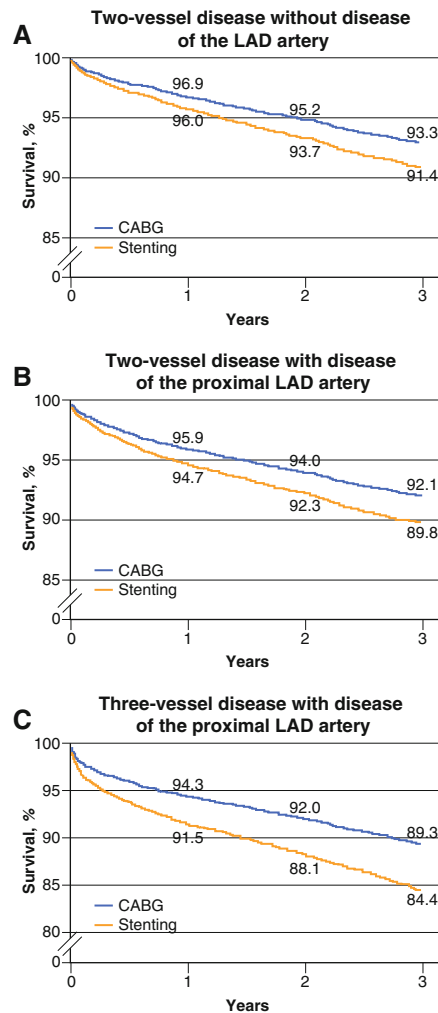 A
Two-vessel disease without disease
of the LAD artery
Survival, %
100
95
90
85
0
96.9
96.0
95.2
93.7
93.3
91.4
CABG
Stenting
0 1 2 3
Years
B
Two-vessel disease with disease
of the proximal LAD artery
Survival, %
100
95
90
85
0
95.9
94.7
94.0
92.3
92.1
89.8
CABG
Stenting
0 1 2 3
Years
C
Three-vessel disease with disease
of the proximal LAD artery
Survival, %
100
95
90
85
80
0
94.3
91.5
92.0
88.1
89.3
84.4
CABG
Stenting
0 1 2 3
Years